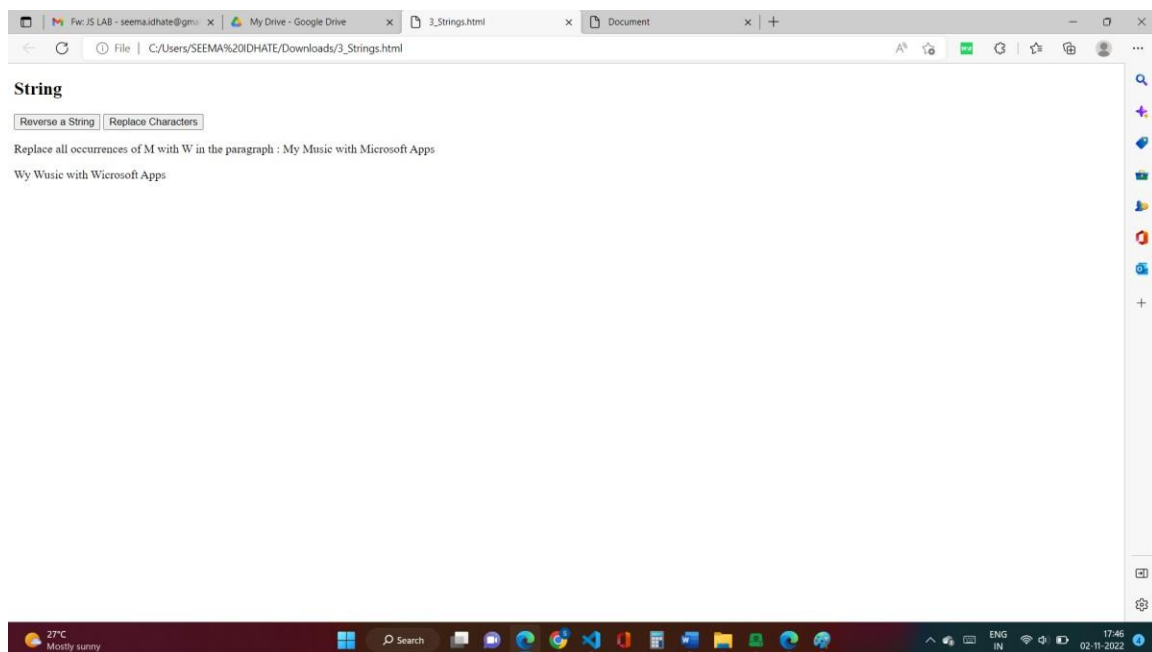 Fw: JS LAB - seema.idhate@gma
My Drive - Google Drive
3_Strings.html
Document
File | C:/Users/SEEMA%20IDHATE/Downloads/3_Strings.html
String
Reverse a String
Replace Characters
Replace all occurrences of M with W in the paragraph : My Music with Microsoft Apps
Wy Wusic with Wicrosoft Apps
27°C
Mostly sunny
Search
ENG
IN
17:46
02-11-2022
4